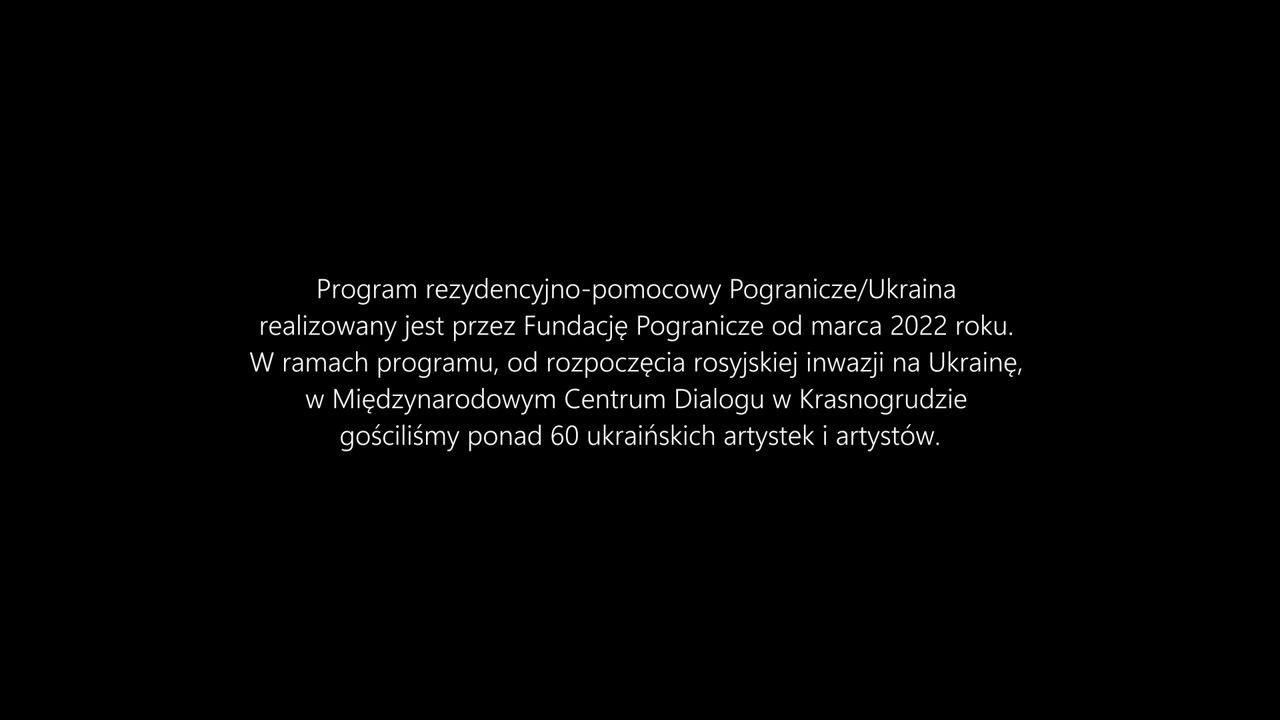 Program rezydencyjno-pomocowy Pogranicze/Ukraina
realizowany jest przez Fundację Pogranicze od marca 2022 roku.
W ramach programu, od rozpoczęcia rosyjskiej inwazji na Ukrainę,
w Międzynarodowym Centrum Dialogu w Krasnogrudzie
gościliśmy ponad 60 ukraińskich artystek i artystów.